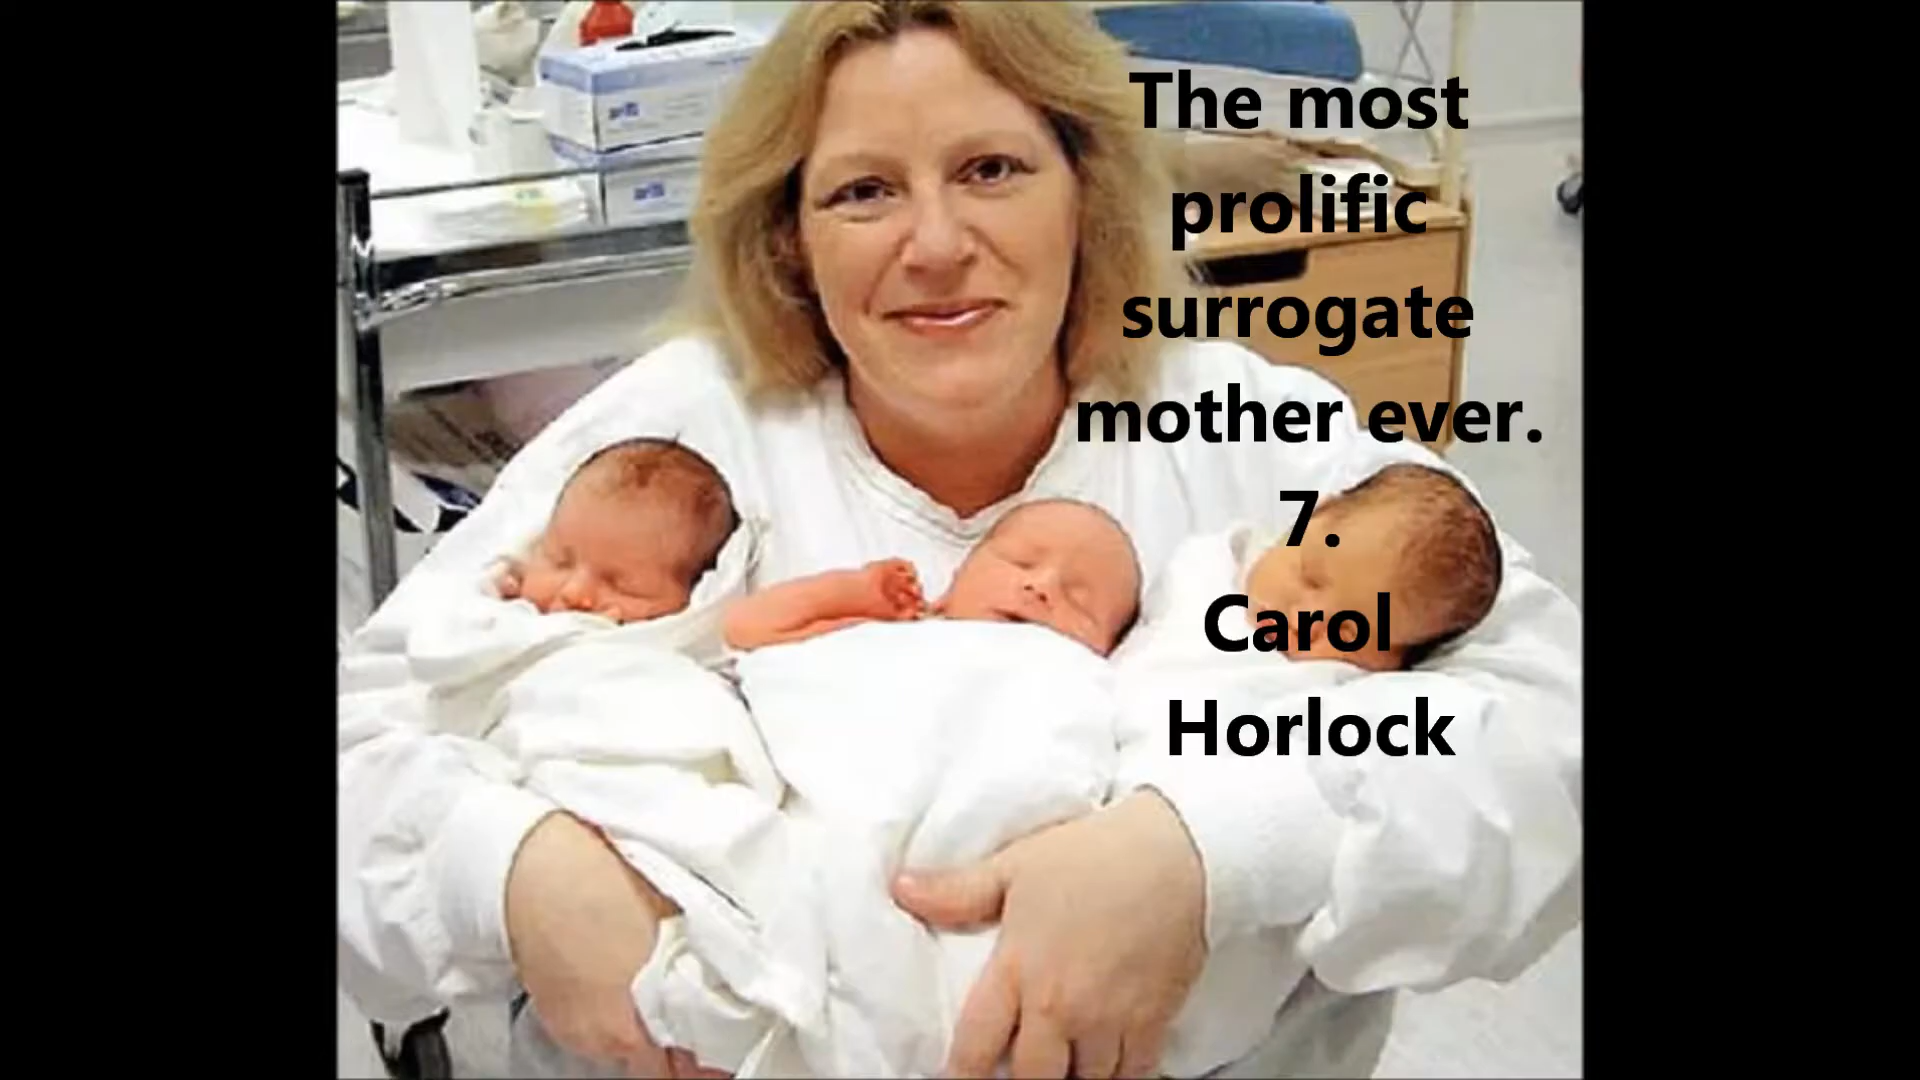 The most
prolific
surrogate
mother ever.
7.
Carol
Horlock